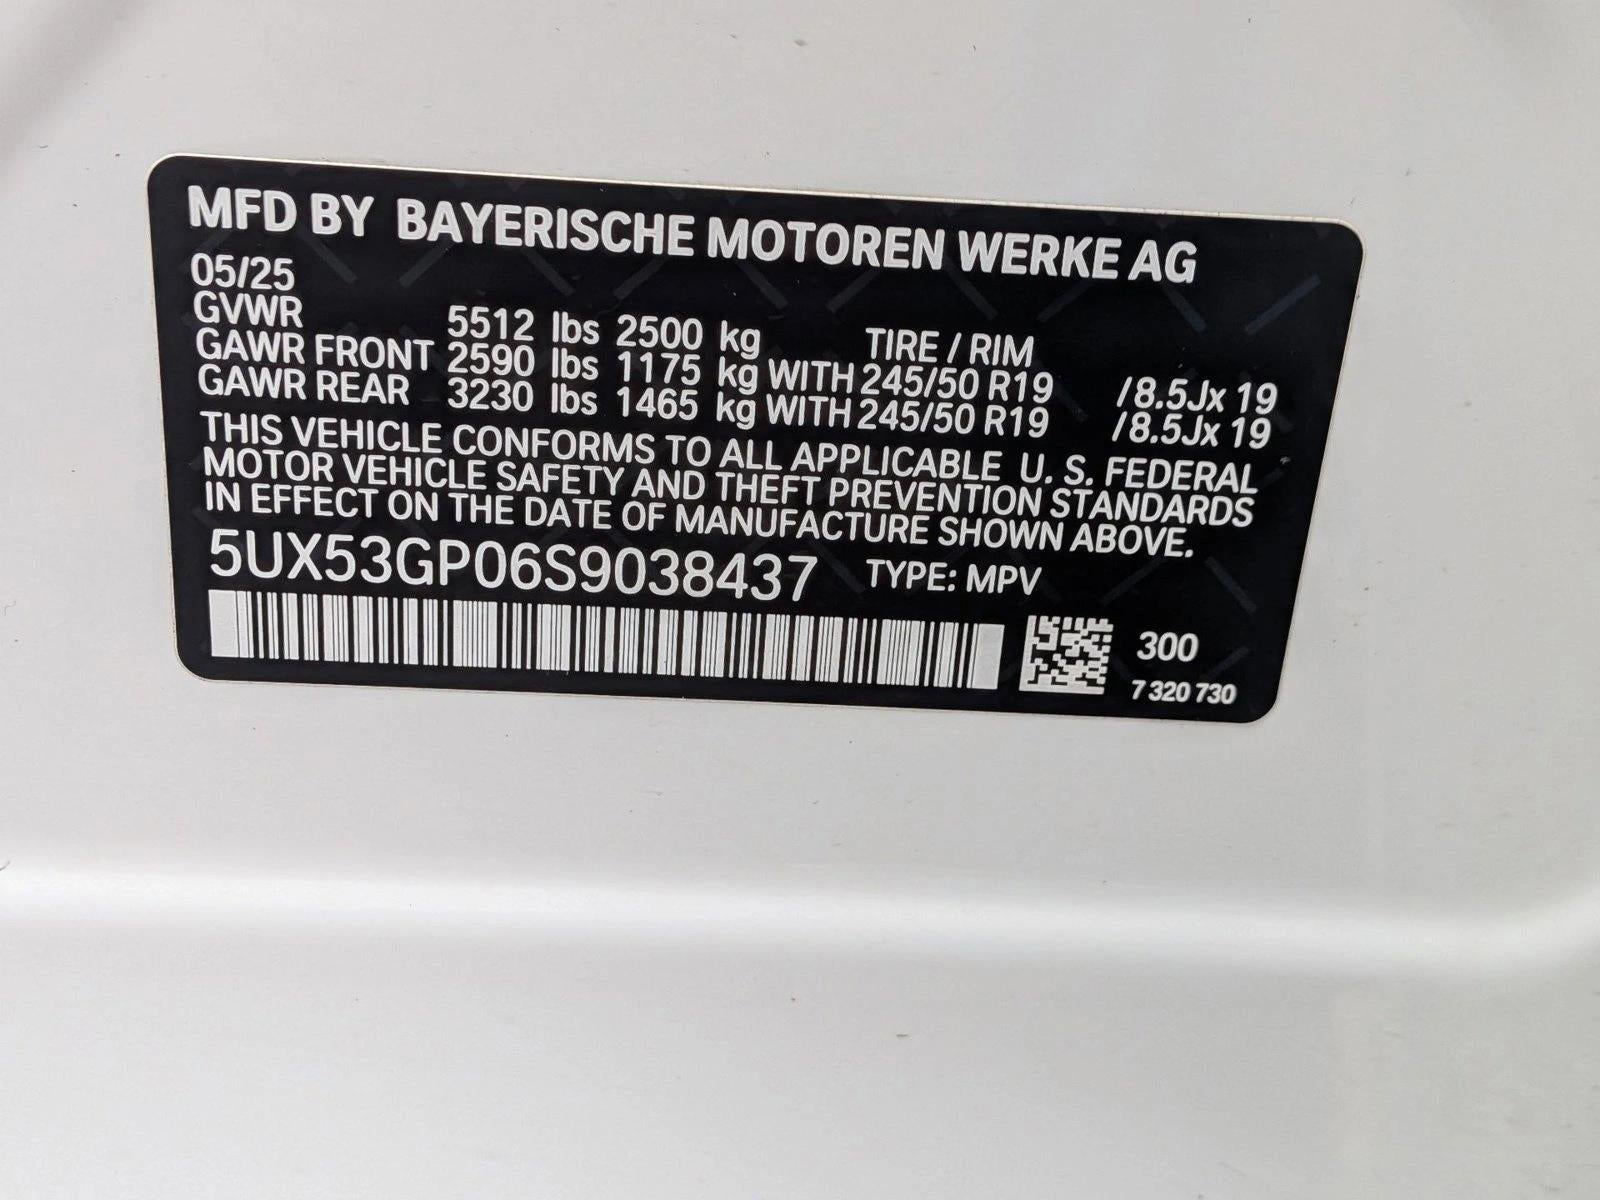 MFD BY BAYERISCHE MOTOREN WERKE AG
05/25
GVWR 5512 lbs 2500 kg TIRE / RIM
GAWR FRONT 2590 lbs 1175 kg WITH 245/50 R19 /8.5Jx 19
GAWR REAR 3230 lbs 1465 kg WITH 245/50 R19 /8.5Jx 19
THIS VEHICLE CONFORMS TO ALL APPLICABLE U. S. FEDERAL
MOTOR VEHICLE SAFETY AND THEFT PREVENTION STANDARDS
IN EFFECT ON THE DATE OF MANUFACTURE SHOWN ABOVE.
5UX53GP06S9038437 TYPE: MPV
300
7 320 730